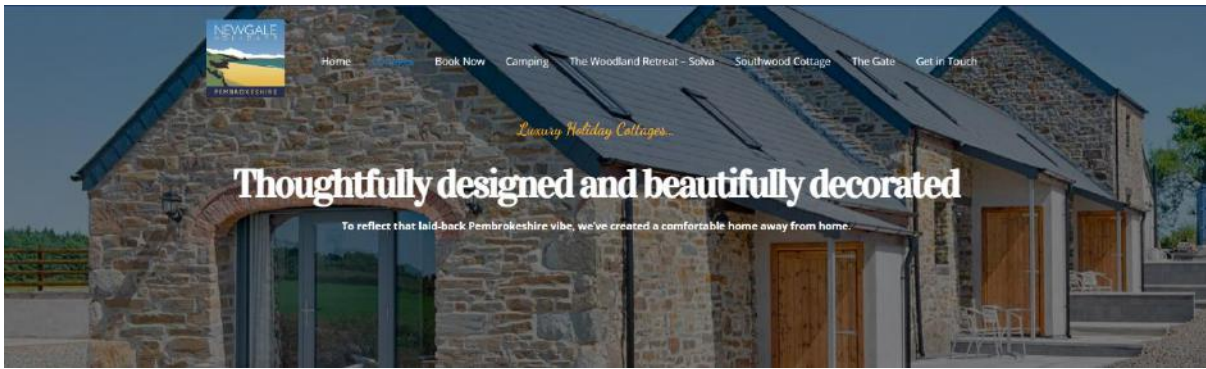 NEWGALE
HOLIDAYS
PEMBROKESHIRE
Home Book Now Camping The Woodland Retreat – Solva Southwood Cottage The Gate Get in Touch
Luxury Holiday Cottages...
Thoughtfully designed and beautifully decorated
To reflect that laid-back Pembrokeshire vibe, we've created a comfortable home away from home.